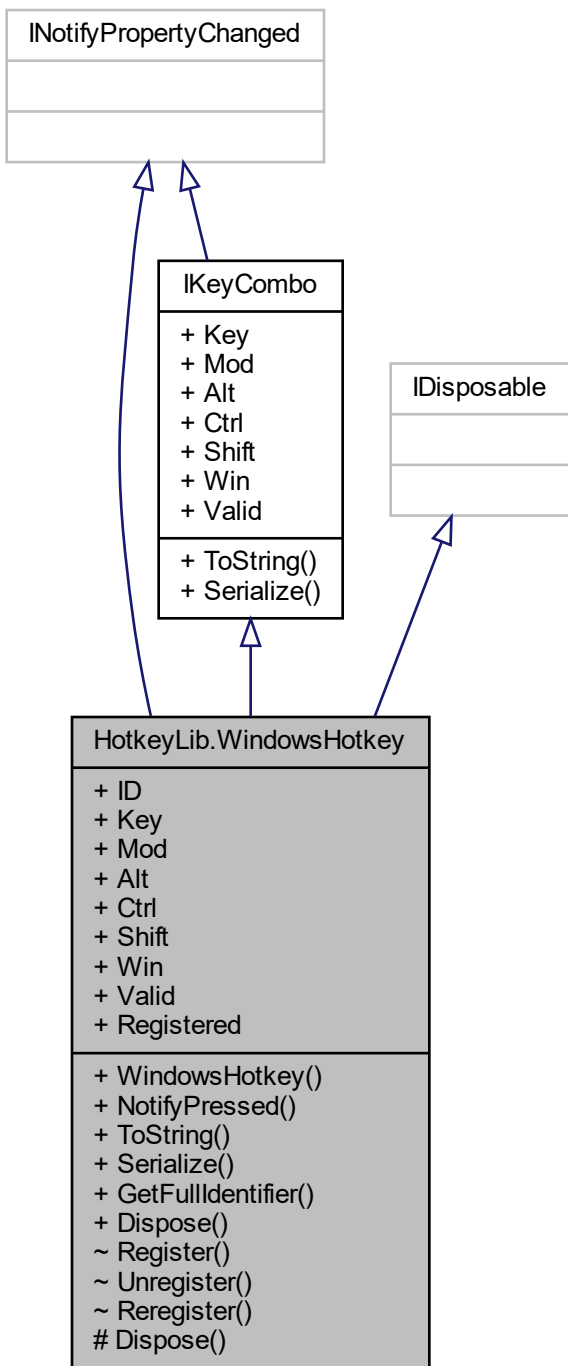 INotifyPropertyChanged
IKeyCombo
+ Key
+ Mod
+ Alt
+ Ctrl
+ Shift
+ Win
+ Valid
+ ToString()
+ Serialize()
IDisposable
HotkeyLib.WindowsHotkey
+ ID
+ Key
+ Mod
+ Alt
+ Ctrl
+ Shift
+ Win
+ Valid
+ Registered
+ WindowsHotkey()
+ NotifyPressed()
+ ToString()
+ Serialize()
+ GetFullIdentifier()
+ Dispose()
~ Register()
~ Unregister()
~ Reregister()
# Dispose()